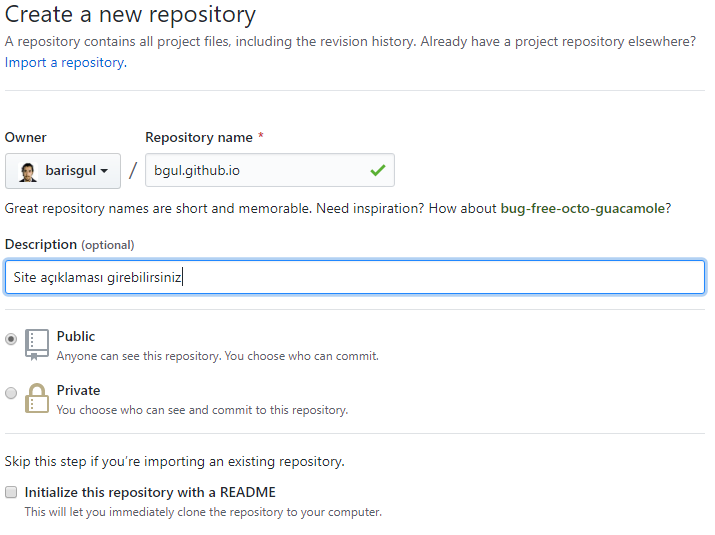 Create a new repository
A repository contains all project files, including the revision history. Already have a project repository elsewhere?
Import a repository.
Owner
Repository name *
barisgul
/
bgul.github.io
Great repository names are short and memorable. Need inspiration? How about bug-free-octo-guacamole?
Description (optional)
Site açıklaması girebilirsiniz
Public
Anyone can see this repository. You choose who can commit.
Private
You choose who can see and commit to this repository.
Skip this step if you’re importing an existing repository.
Initialize this repository with a README
This will let you immediately clone the repository to your computer.